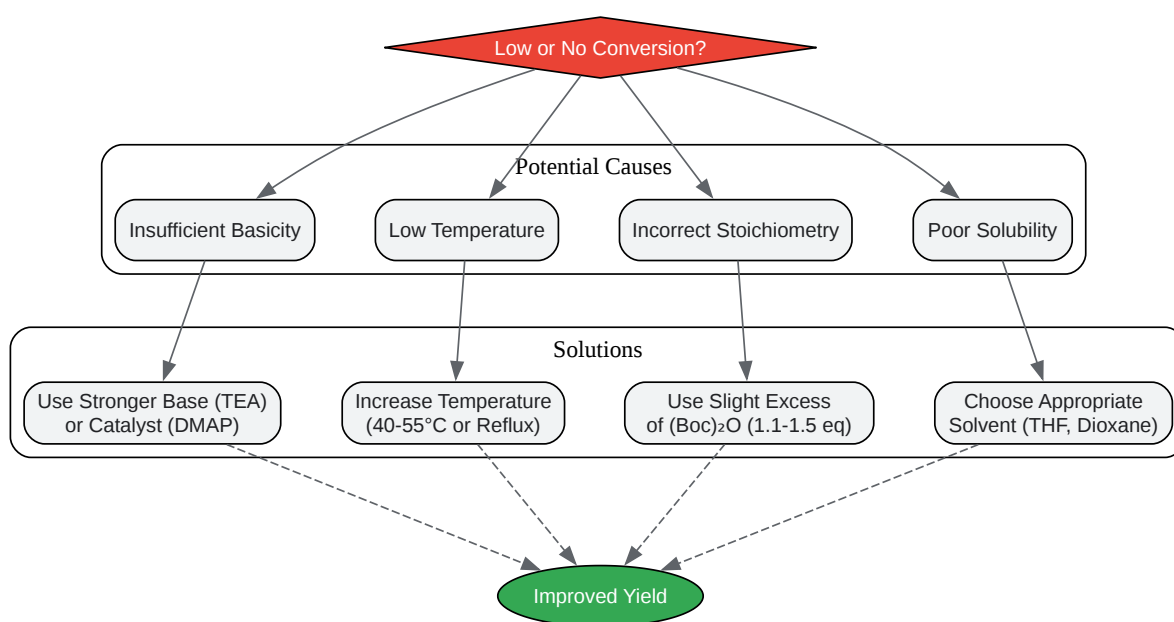 Low or No Conversion?
Potential Causes
Insufficient Basicity
Low Temperature
Incorrect Stoichiometry
Poor Solubility
Solutions
Use Stronger Base (TEA)
or Catalyst (DMAP)
Increase Temperature
(40-55°C or Reflux)
Use Slight Excess
of (Boc)₂O (1.1-1.5 eq)
Choose Appropriate
Solvent (THF, Dioxane)
Improved Yield